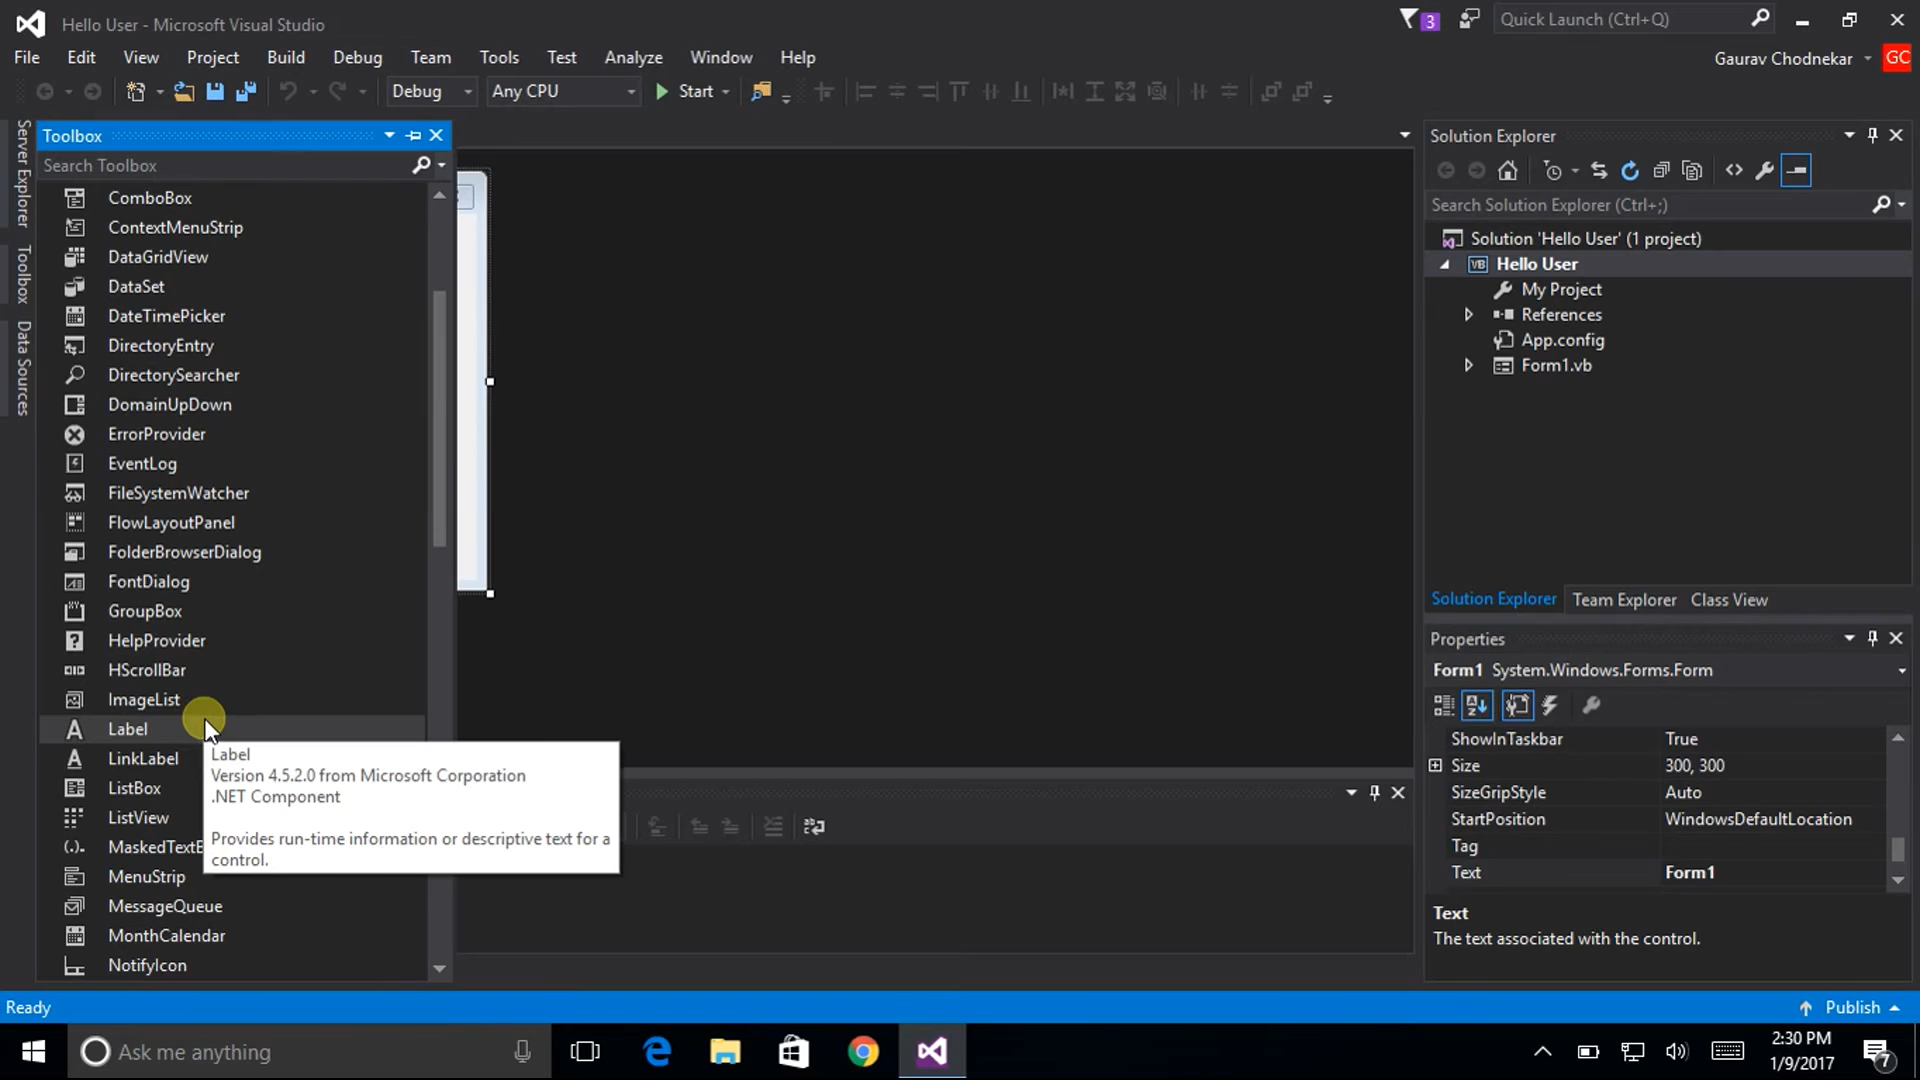 Hello User - Microsoft Visual Studio
3
Quick Launch (Ctrl+Q)
File Edit View Project Build Debug Team Tools Test Analyze Window Help
Gaurav Chodnekar GC
Debug Any CPU Start
Server Explorer
Toolbox
Data Sources
Toolbox
Search Toolbox
ComboBox
ContextMenuStrip
DataGridView
DataSet
DateTimePicker
DirectoryEntry
DirectorySearcher
DomainUpDown
ErrorProvider
EventLog
FileSystemWatcher
FlowLayoutPanel
FolderBrowserDialog
FontDialog
GroupBox
HelpProvider
HScrollBar
ImageList
Label
LinkLabel
ListBox
ListView
MaskedTextB
MenuStrip
MessageQueue
MonthCalendar
NotifyIcon
Label
Version 4.5.2.0 from Microsoft Corporation
.NET Component
Provides run-time information or descriptive text for a
control.
Solution Explorer
Search Solution Explorer (Ctrl+;)
Solution 'Hello User' (1 project)
VB Hello User
My Project
References
App.config
Form1.vb
Solution Explorer Team Explorer Class View
Properties
Form1 System.Windows.Forms.Form
ShowInTaskbar True
Size 300, 300
SizeGripStyle Auto
StartPosition WindowsDefaultLocation
Tag
Text Form1
Text
The text associated with the control.
Ready
Publish
Ask me anything
2:30 PM
1/9/2017
7